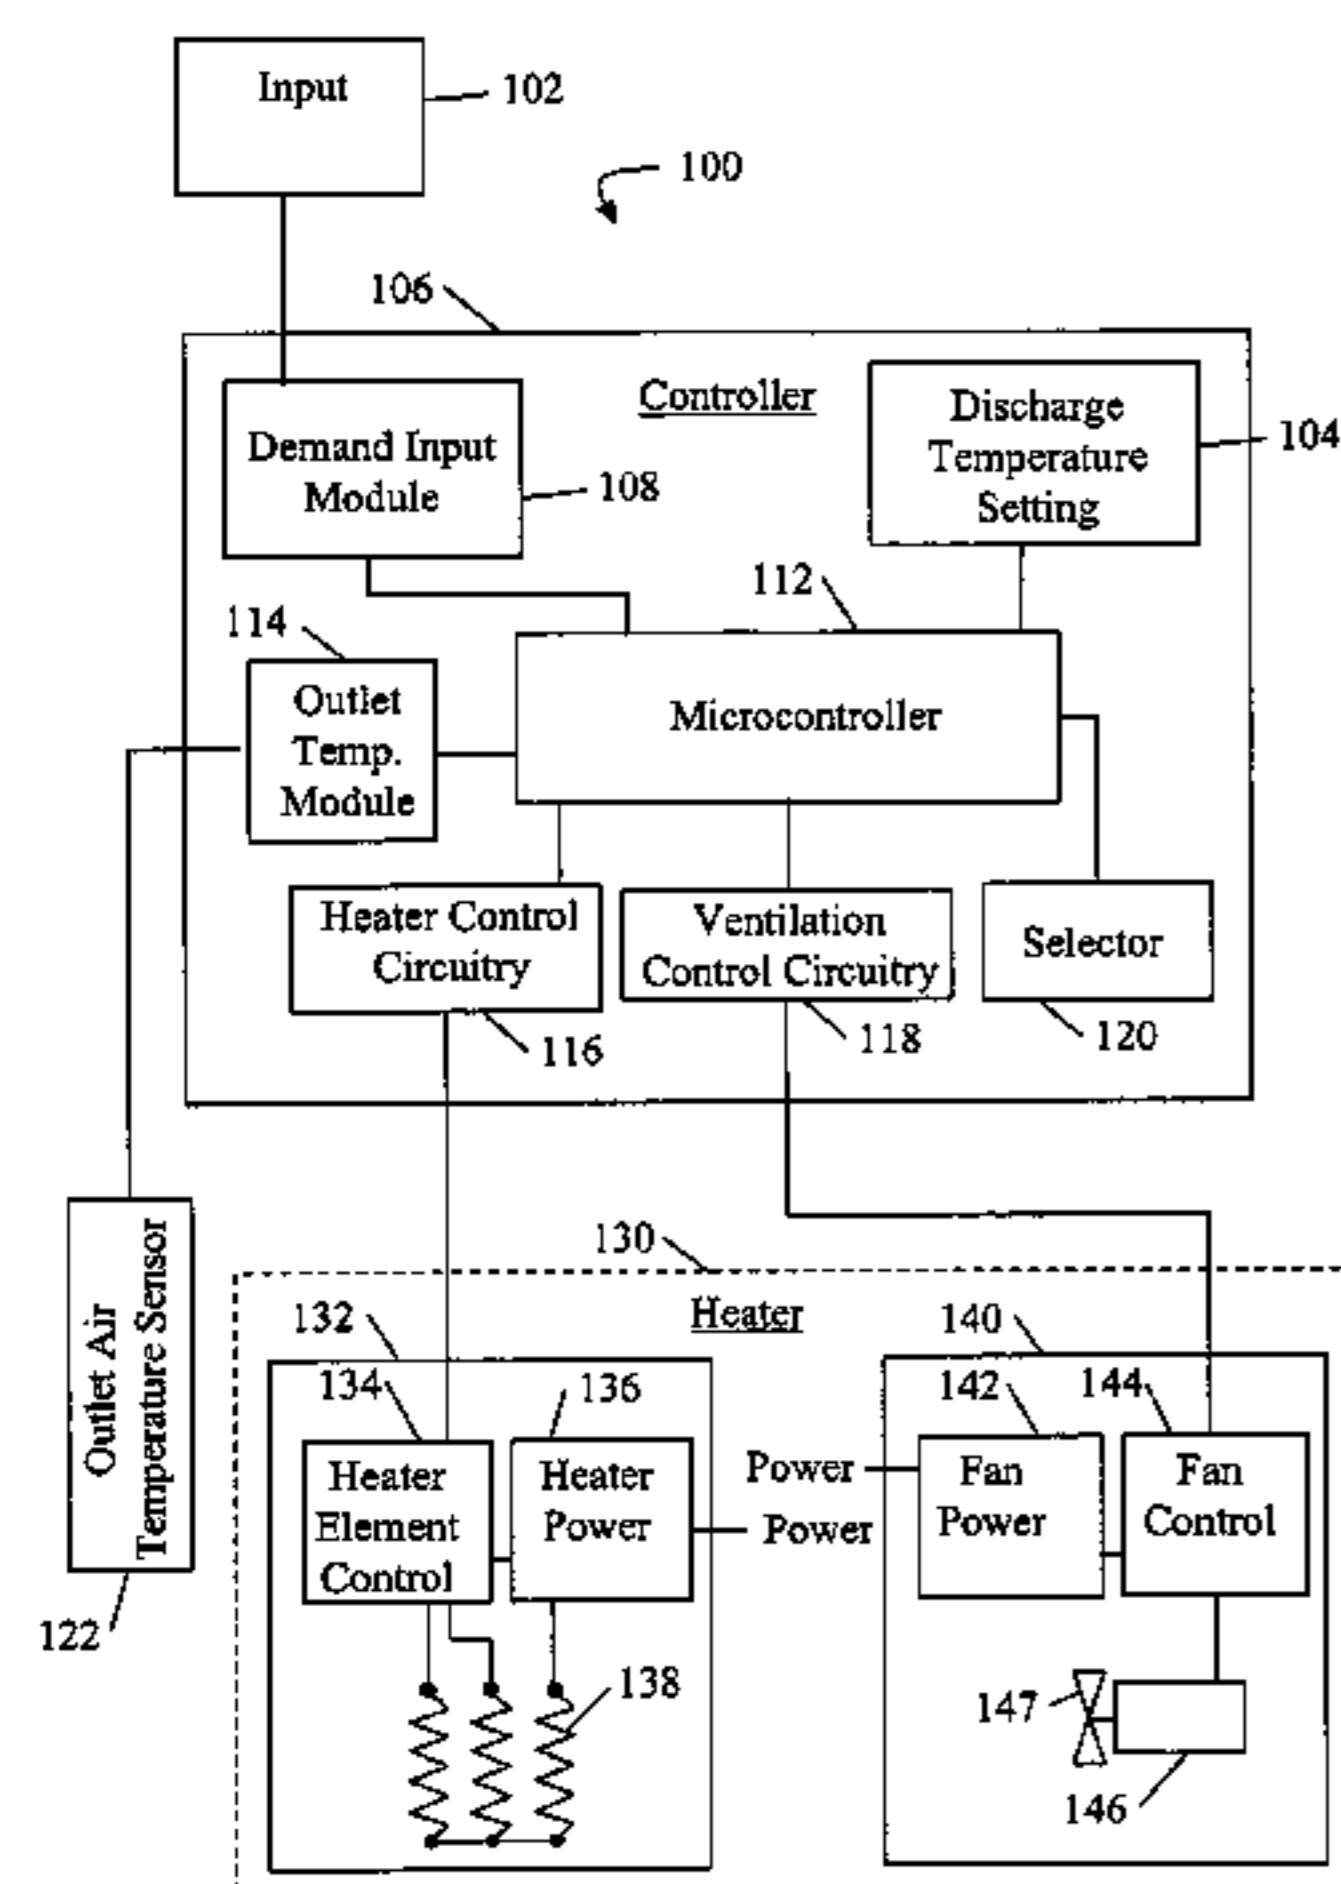 Input
102
100
106
Controller
Discharge
Temperature
Setting
104
Demand Input
Module
108
112
114
Outlet
Temp.
Module
Microcontroller
Heater Control
Circuitry
Ventilation
Control Circuitry
Selector
116
118
120
130
Heater
Outlet Air
Temperature Sensor
122
132
134
136
Heater
Element
Control
Heater
Power
Power
Power
138
140
142
144
Fan
Power
Fan
Control
147
146